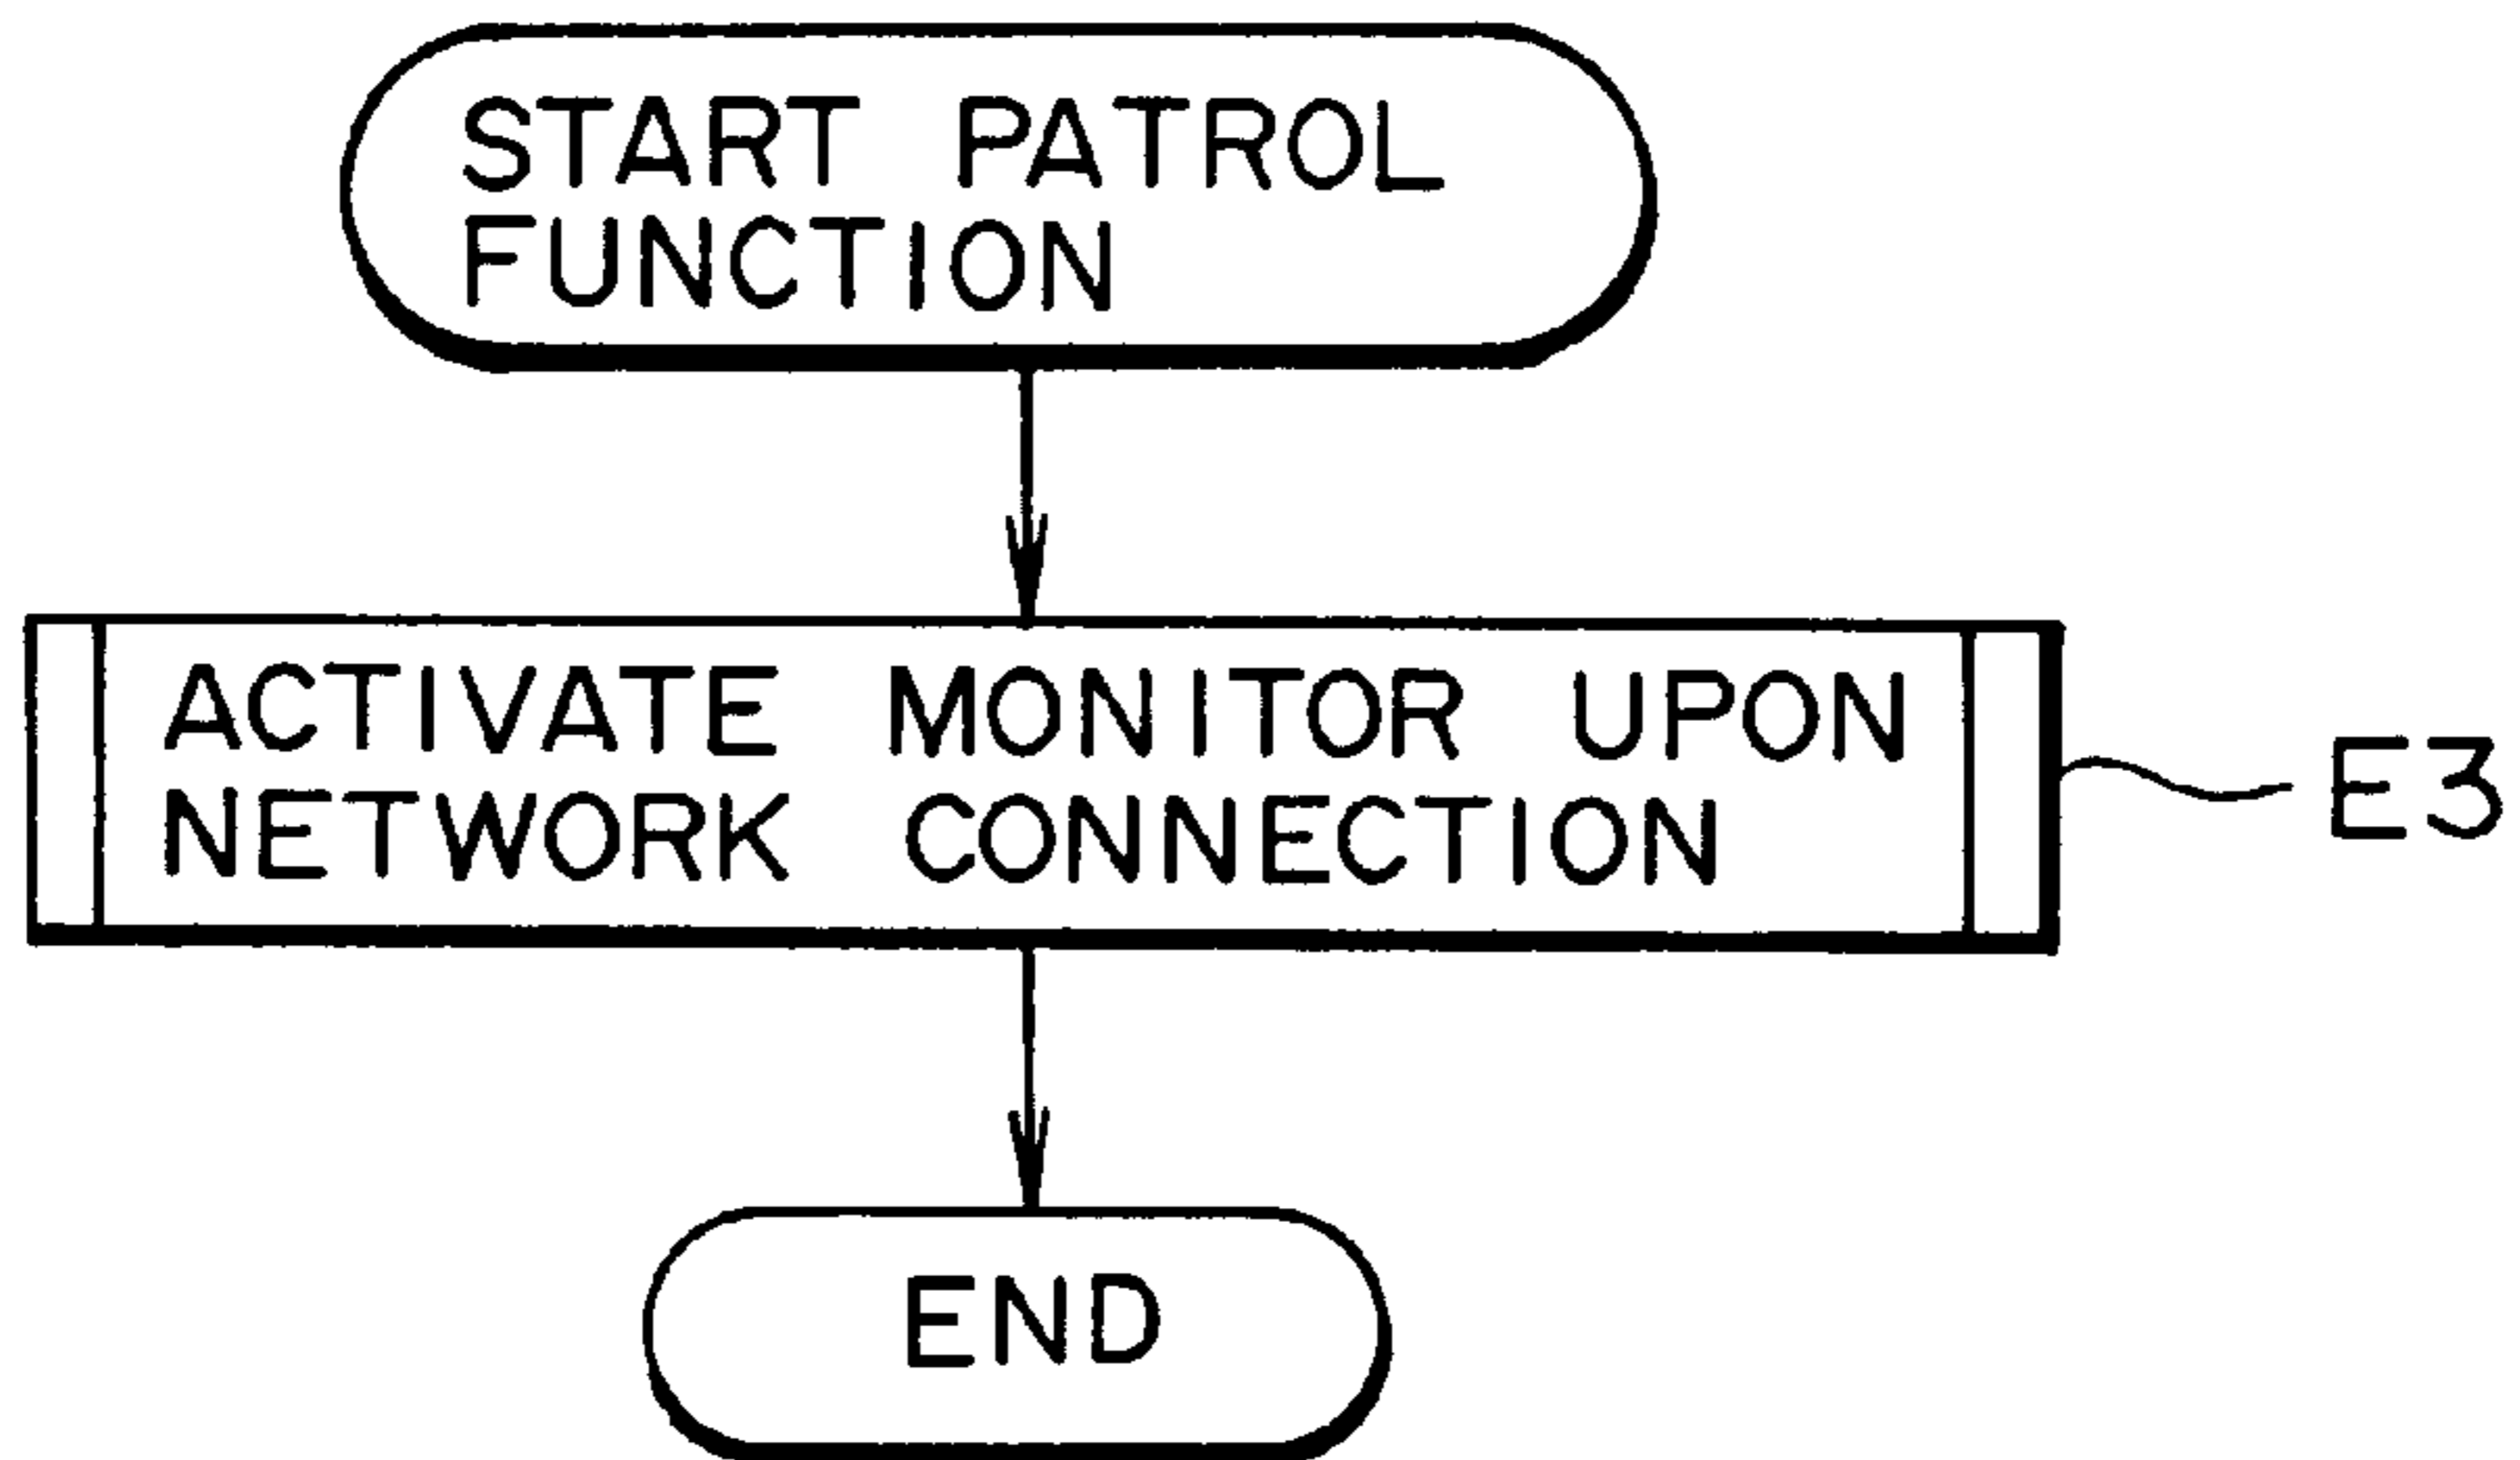 START PATROL
FUNCTION
ACTIVATE MONITOR UPON
NETWORK CONNECTION
E3
END